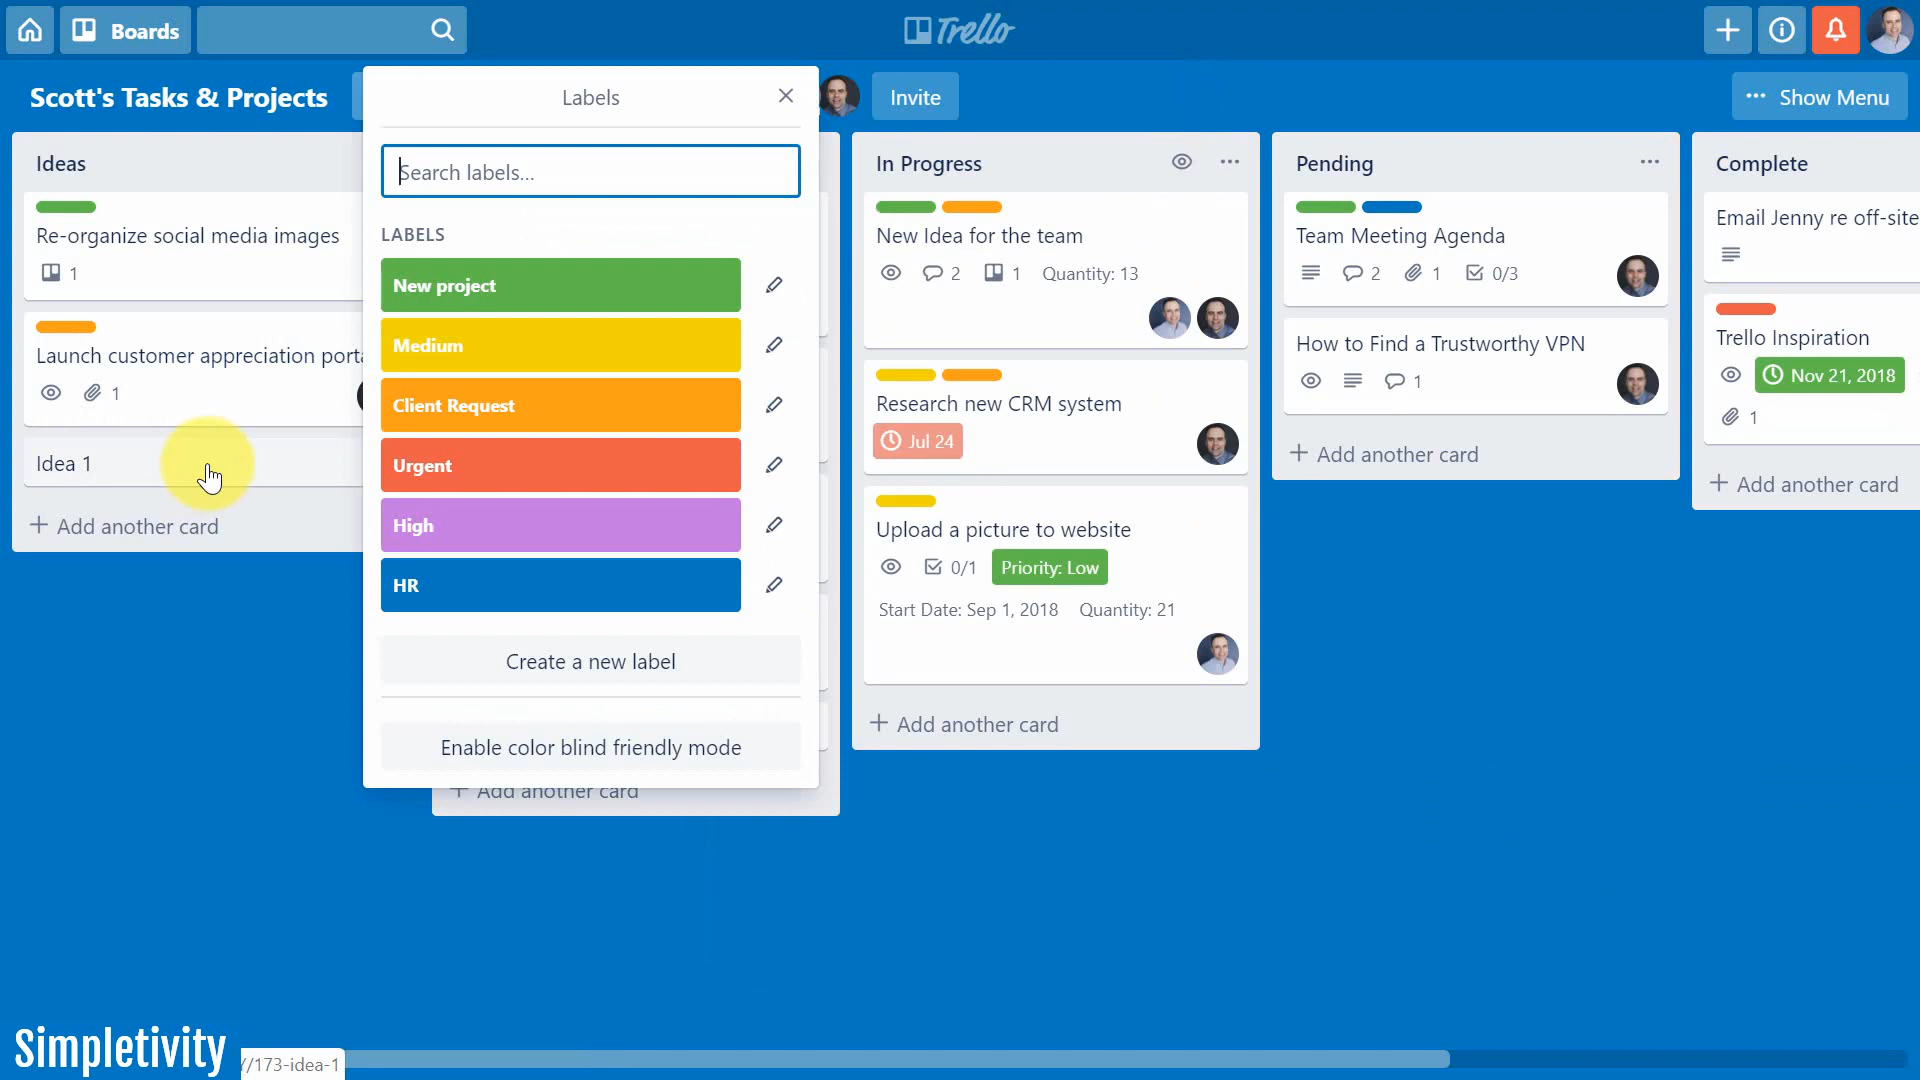 Boards
Trello
Scott's Tasks & Projects
Invite
Show Menu
Ideas
Re-organize social media images
1
Launch customer appreciation porta
1
Idea 1
Add another card
Labels
Search labels...
LABELS
New project
Medium
Client Request
Urgent
High
HR
Create a new label
Enable color blind friendly mode
Add another card
In Progress
New Idea for the team
2 1 Quantity: 13
Research new CRM system
Jul 24
Upload a picture to website
0/1 Priority: Low
Start Date: Sep 1, 2018 Quantity: 21
Add another card
Pending
Team Meeting Agenda
2 1 0/3
How to Find a Trustworthy VPN
1
Add another card
Complete
Email Jenny re off-site
Trello Inspiration
Nov 21, 2018
1
Add another card
Simpletivity
/173-idea-1